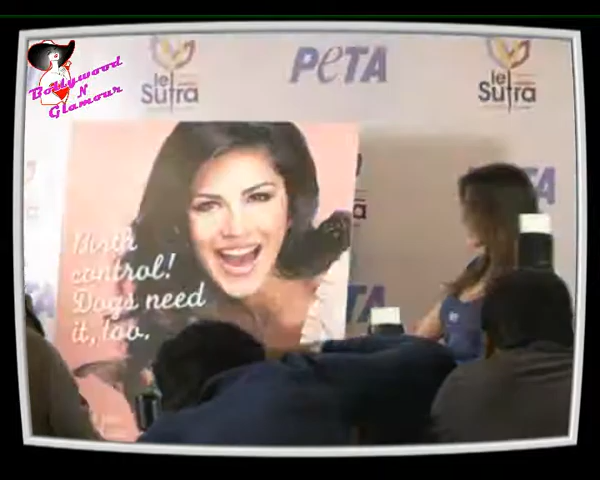 Bollywood
N
Glamour
le
Sutra
PETA
le
Sutra
Birth
control!
Dogs need
it, too.